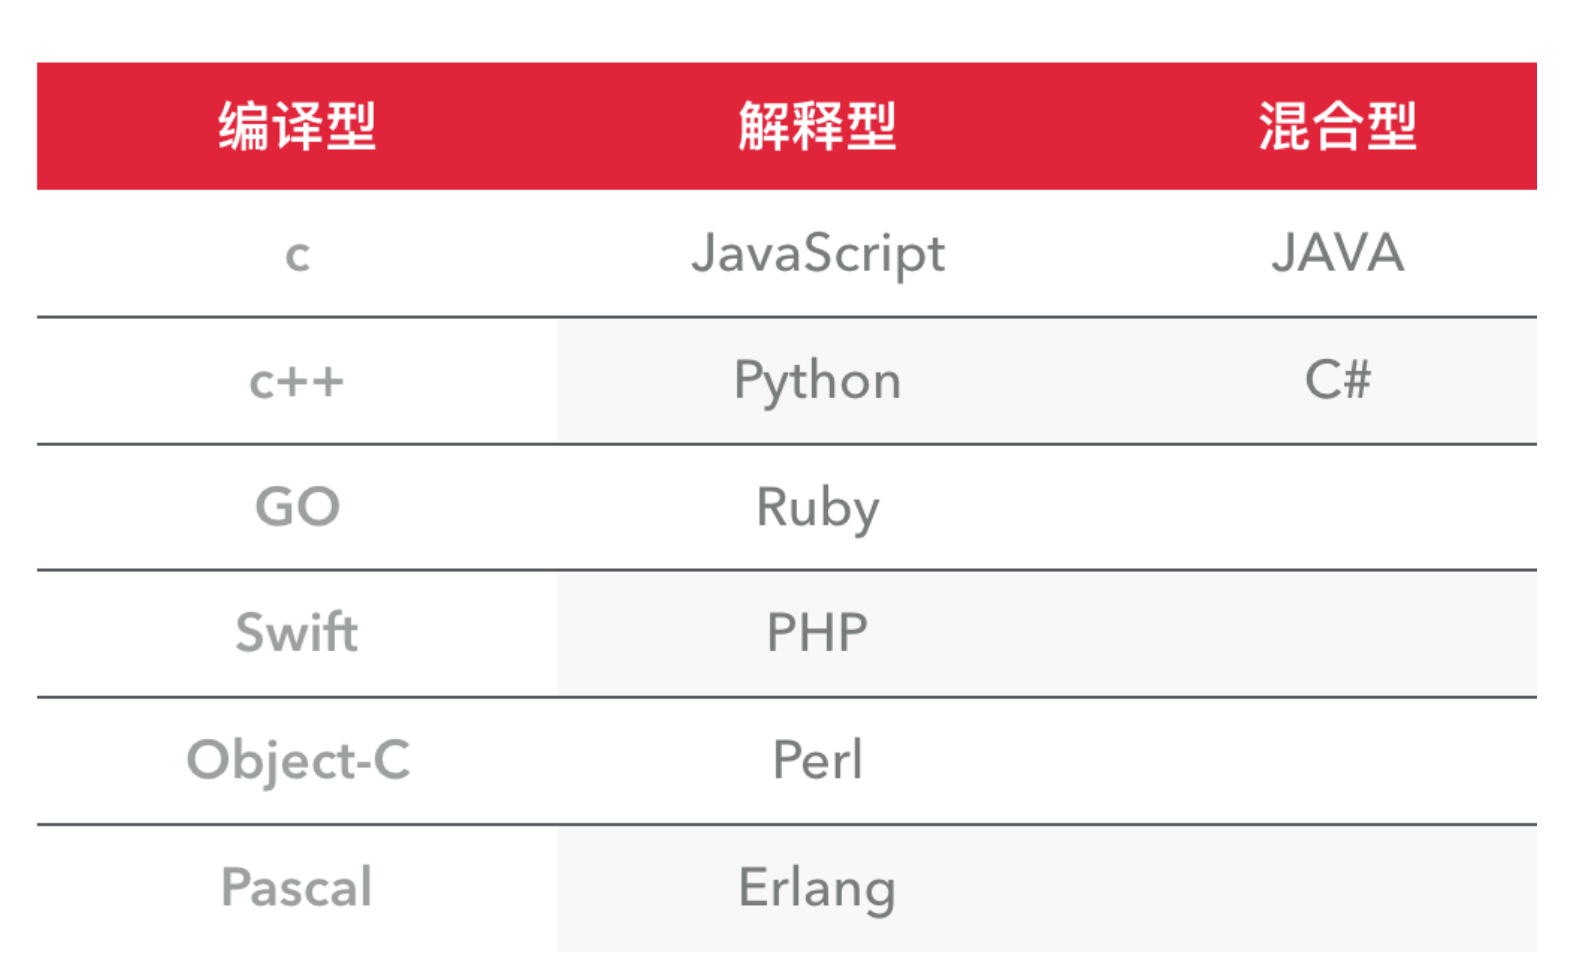 编译型 解释型 混合型
c JavaScript JAVA
c++ Python C#
GO Ruby
Swift PHP
Object-C Perl
Pascal Erlang